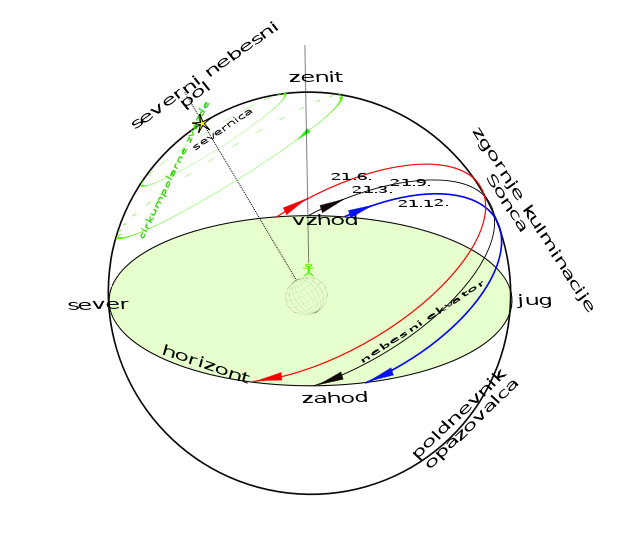 severni nebesni
pol
zenit
severnica
cirkumpolarne zvezde
zgornje kulminacije
Sonca
21.6.
21.3. 21.9.
21.12.
vzhod
sever
jug
nebesni ekvator
horizont
zahod
poldnevnik
opazovalca